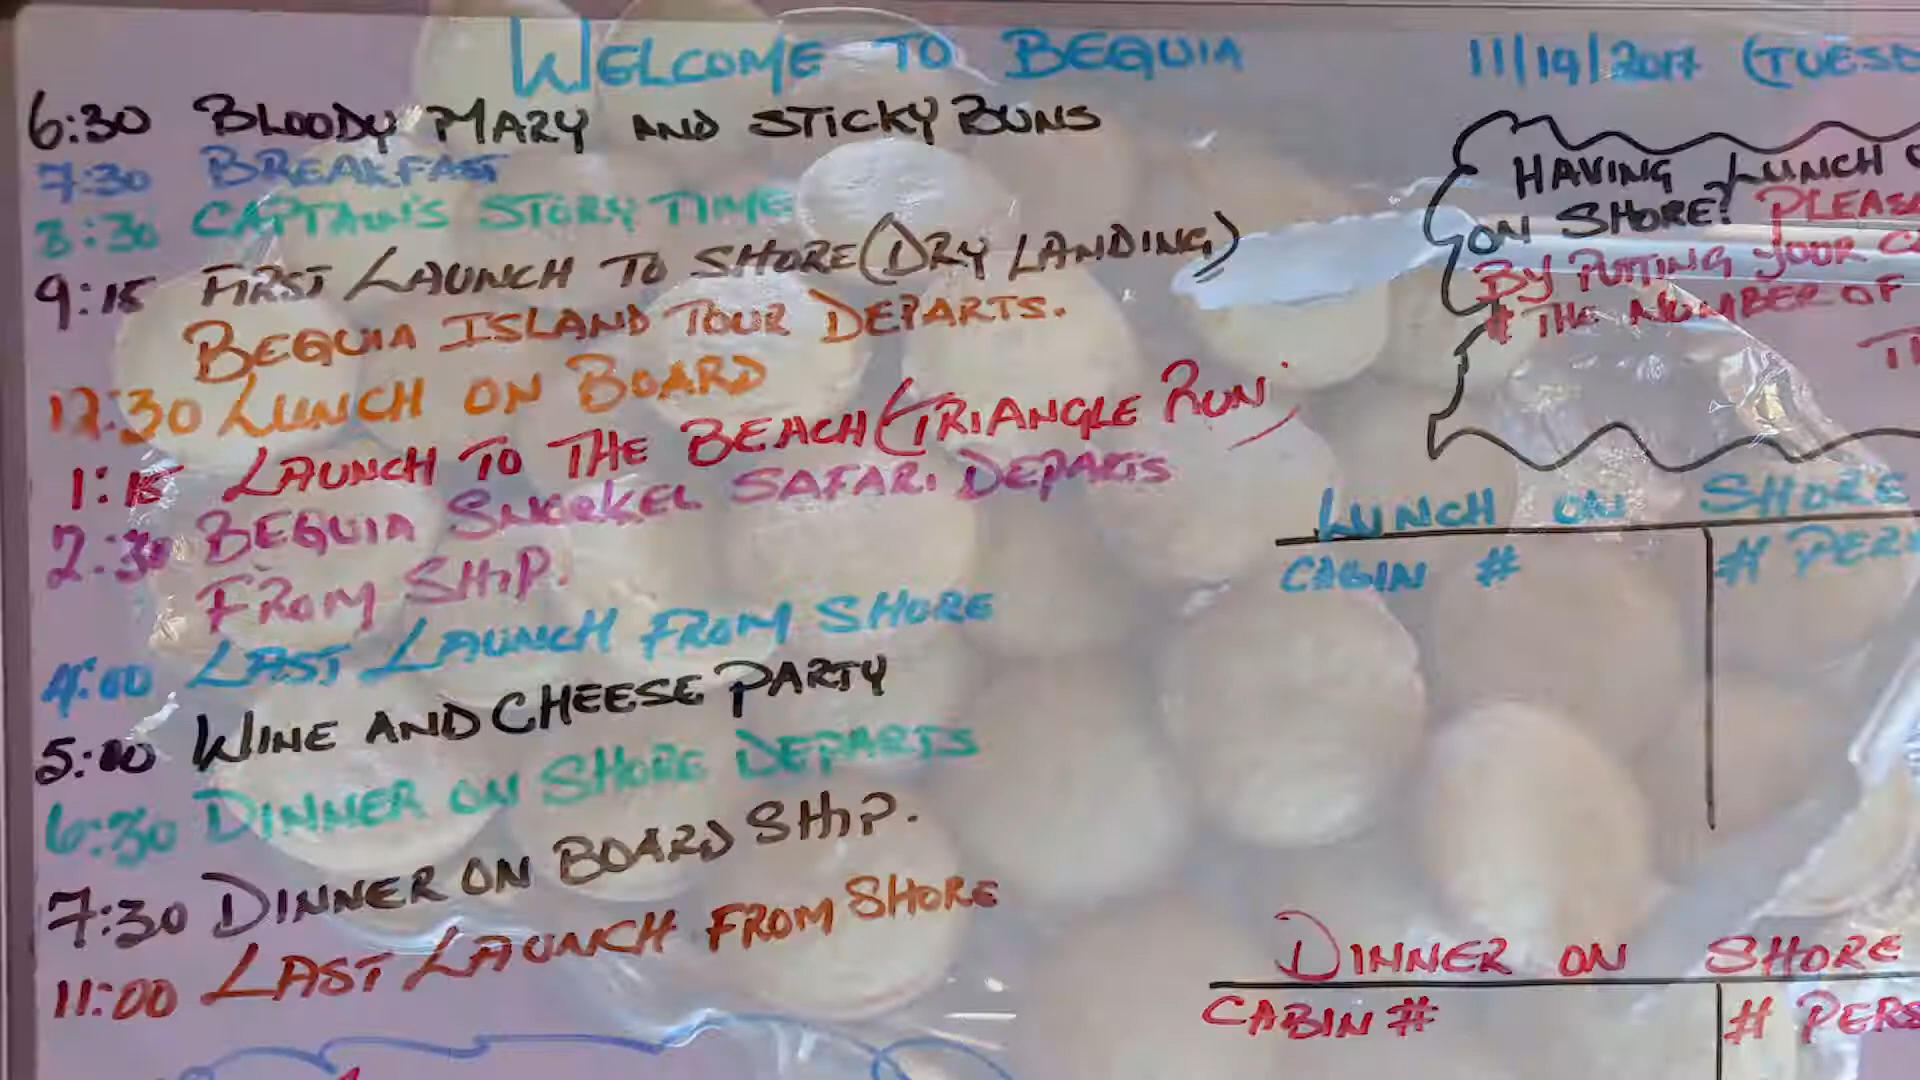 WELCOME TO BEQUIA
11/19/2017 (TUESD
6:30 BLOODY MARY AND STICKY BUNS
7:30 BREAKFAST
8:30 CAPTAIN'S STORY TIME
9:15 FIRST LAUNCH TO SHORE (DRY LANDING)
BEQUIA ISLAND TOUR DEPARTS.
12:30 LUNCH ON BOARD
1:15 LAUNCH TO THE BEACH (TRIANGLE RUN)
2:30 BEQUIA SNORKEL SAFARI DEPARTS
FROM SHIP.
4:00 LAST LAUNCH FROM SHORE
5:00 WINE AND CHEESE PARTY
6:30 DINNER ON SHORE DEPARTS
7:30 DINNER ON BOARD SHIP.
11:00 LAST LAUNCH FROM SHORE
HAVING LUNCH
ON SHORE? PLEAS
BY PUTTING YOUR C
# THE NUMBER OF
TH
LUNCH ON SHORE
CABIN # # PERS
DINNER ON SHORE
CABIN # # PERS